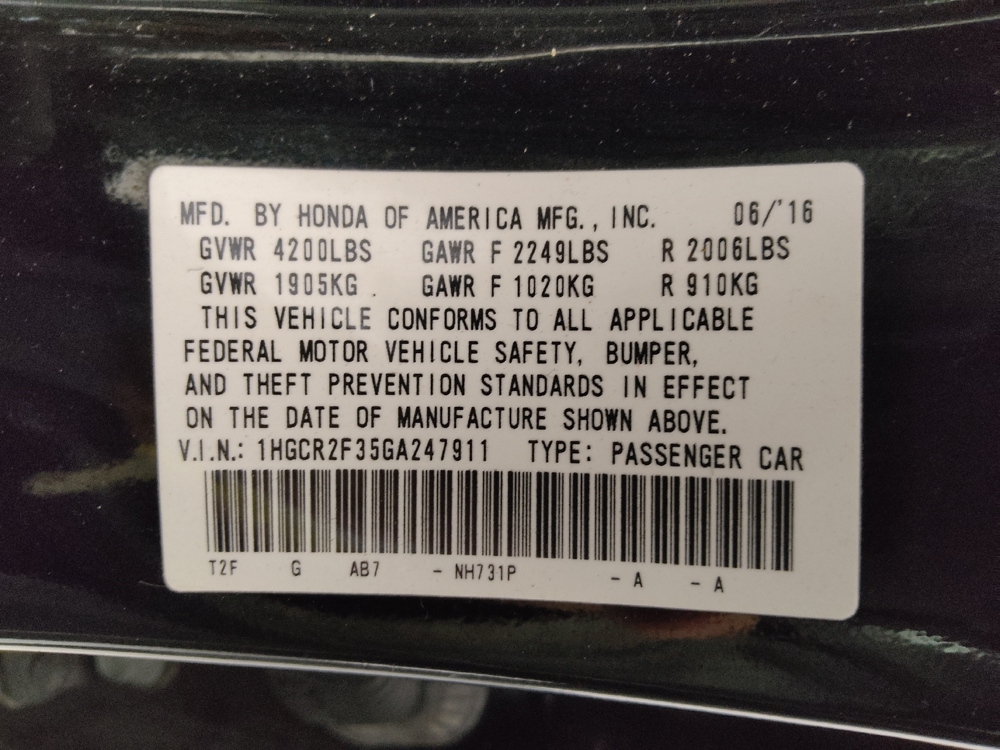 MFD. BY HONDA OF AMERICA MFG., INC. 06/'16
GVWR 4200LBS GAWR F 2249LBS R 2006LBS
GVWR 1905KG GAWR F 1020KG R 910KG
THIS VEHICLE CONFORMS TO ALL APPLICABLE
FEDERAL MOTOR VEHICLE SAFETY, BUMPER,
AND THEFT PREVENTION STANDARDS IN EFFECT
ON THE DATE OF MANUFACTURE SHOWN ABOVE.
V.I.N.: 1HGCR2F35GA247911 TYPE: PASSENGER CAR
T2F G AB7 - NH731P - A - A